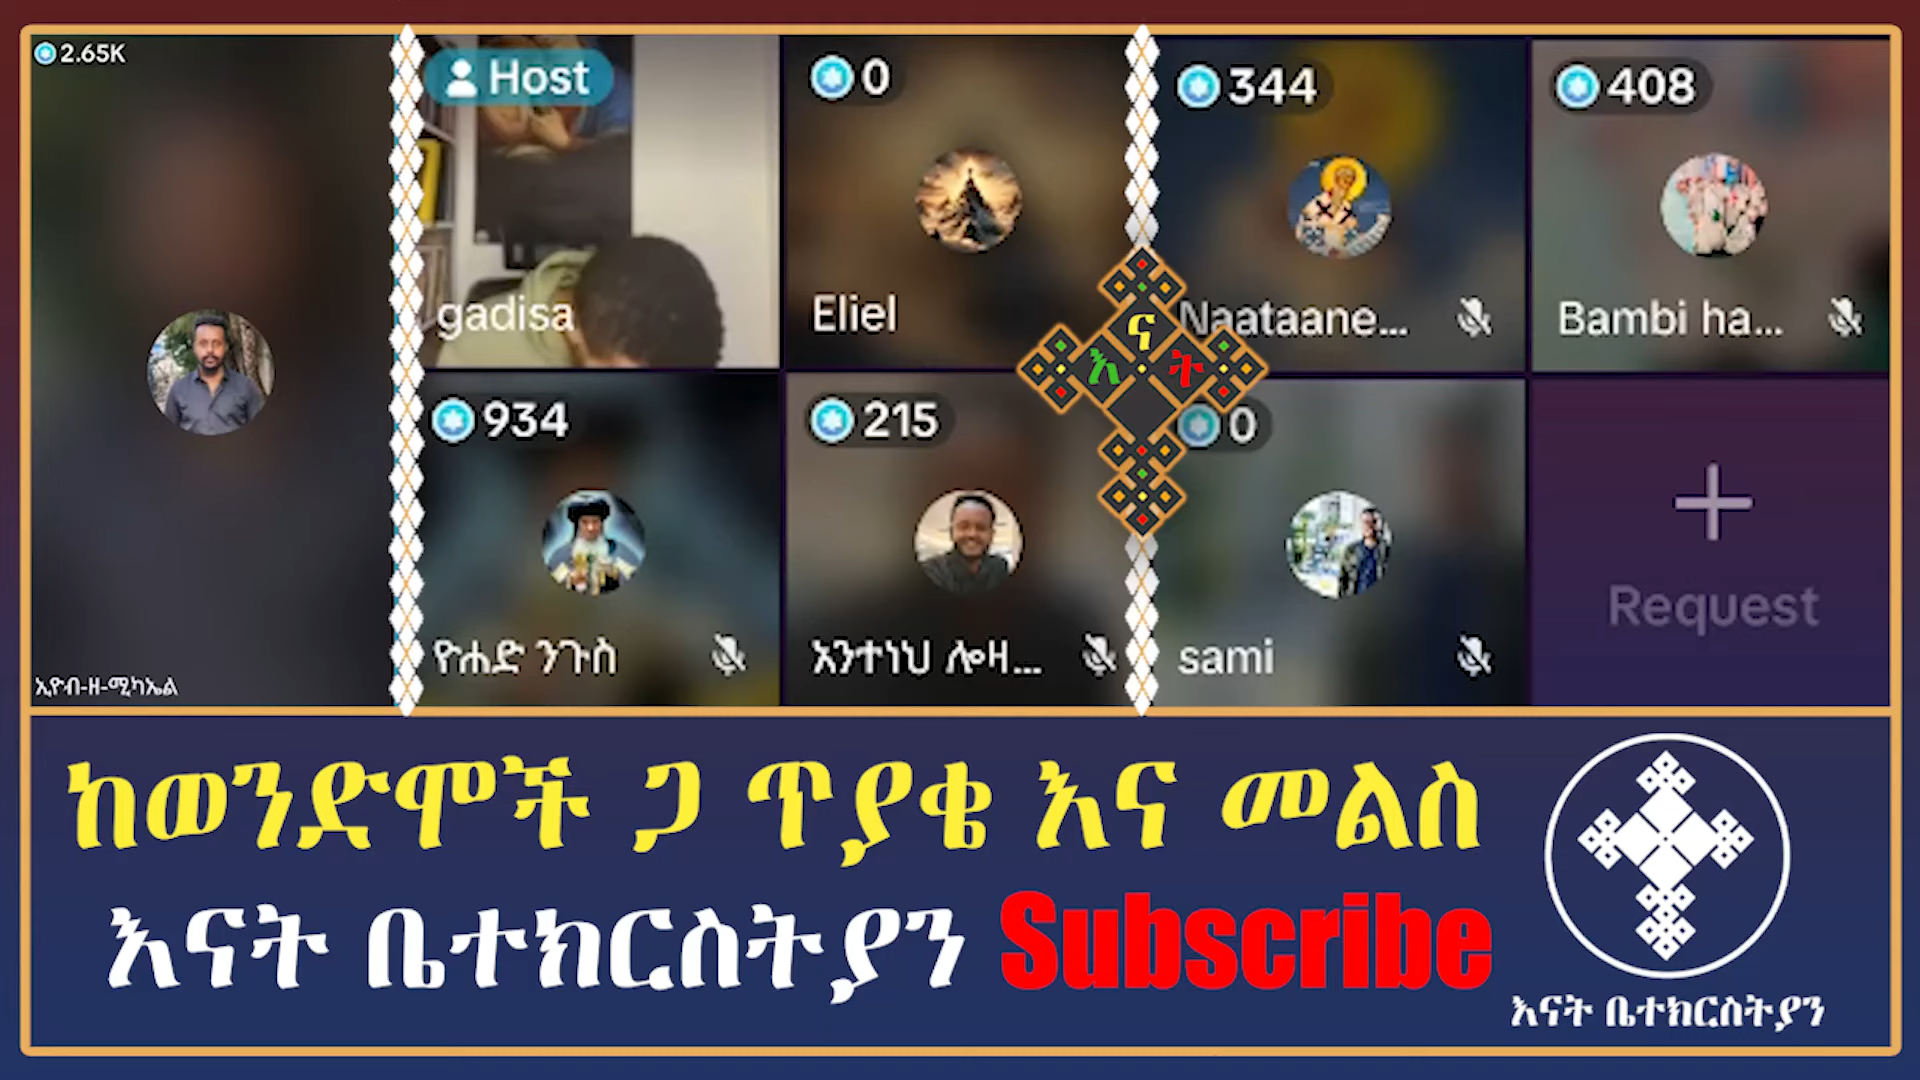 2.65K
Host
0
344
408
gadisa
Eliel
Naataane...
Bambi ha...
እ
ና
ት
934
215
0
Request
ዮሐድ ንጉስ
አንተነህ ሎዛ...
sami
ኢዮብ-ዘ-ሚካኤል
ከወንድሞች ጋ ጥያቄ እና መልስ
እናት ቤተክርስትያን Subscribe
እናት ቤተክርስትያን